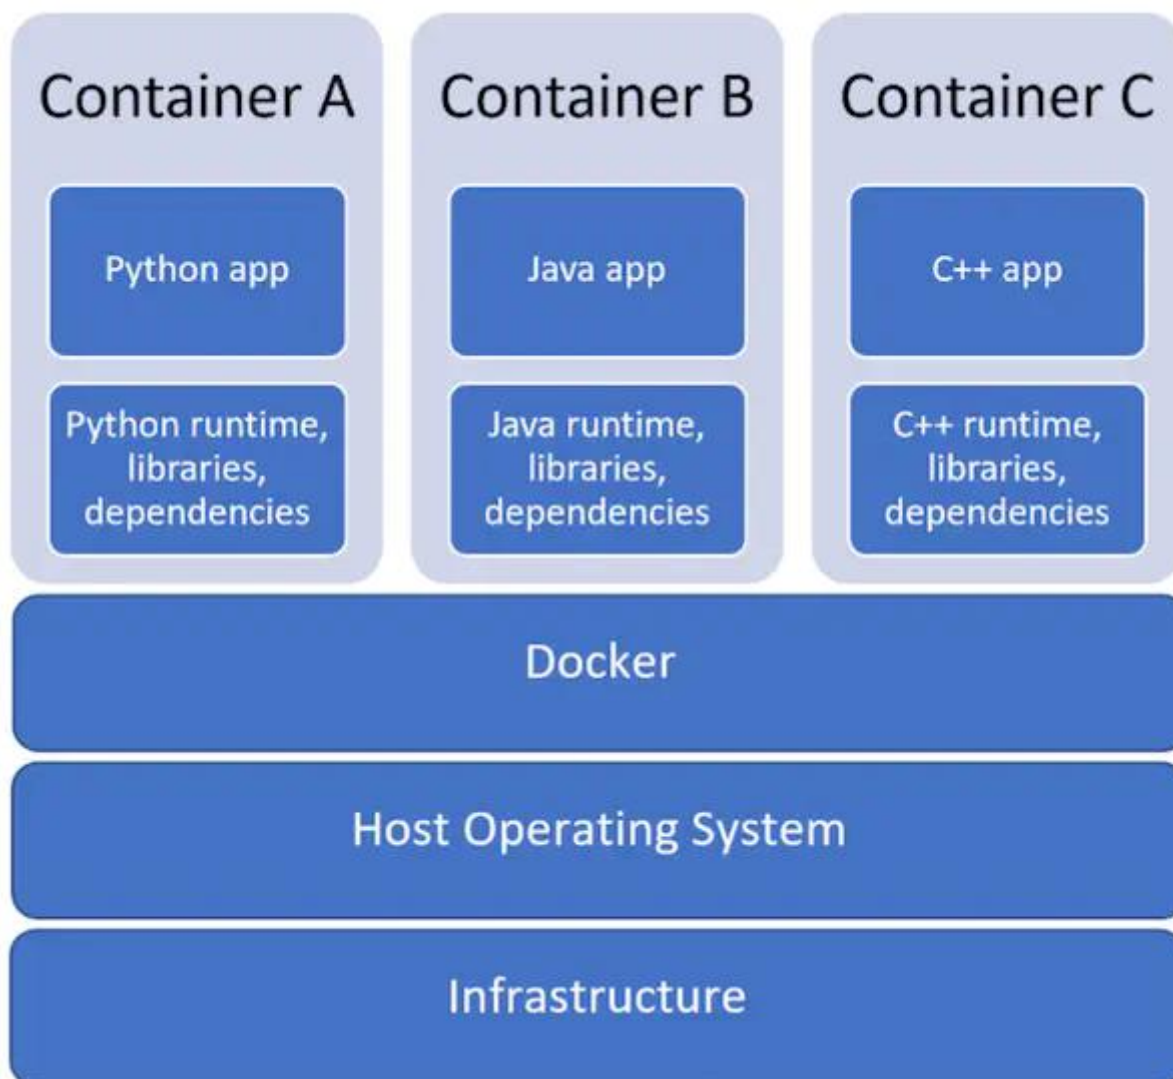 Container A
Python app
Python runtime,
libraries,
dependencies
Container B
Java app
Java runtime,
libraries,
dependencies
Container C
C++ app
C++ runtime,
libraries,
dependencies
Docker
Host Operating System
Infrastructure